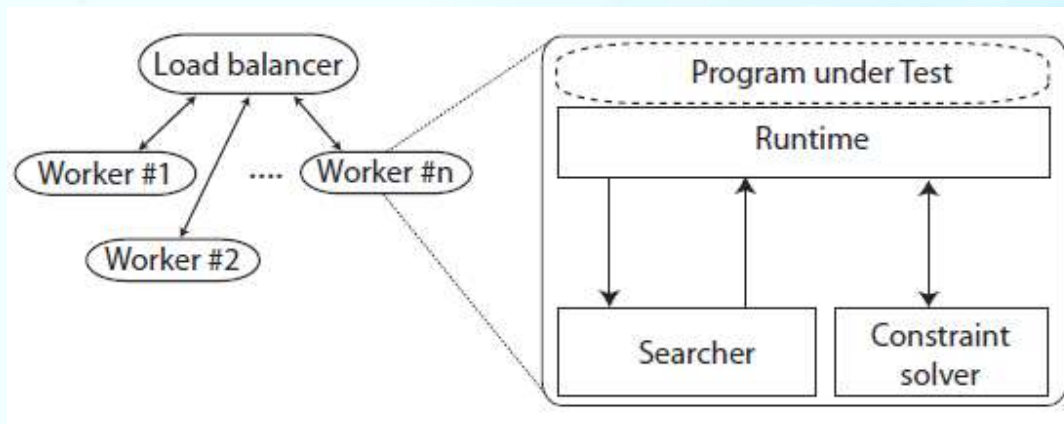 Load balancer
Worker #1
....
Worker #n
Worker #2
Program under Test
Runtime
Searcher
Constraint
solver